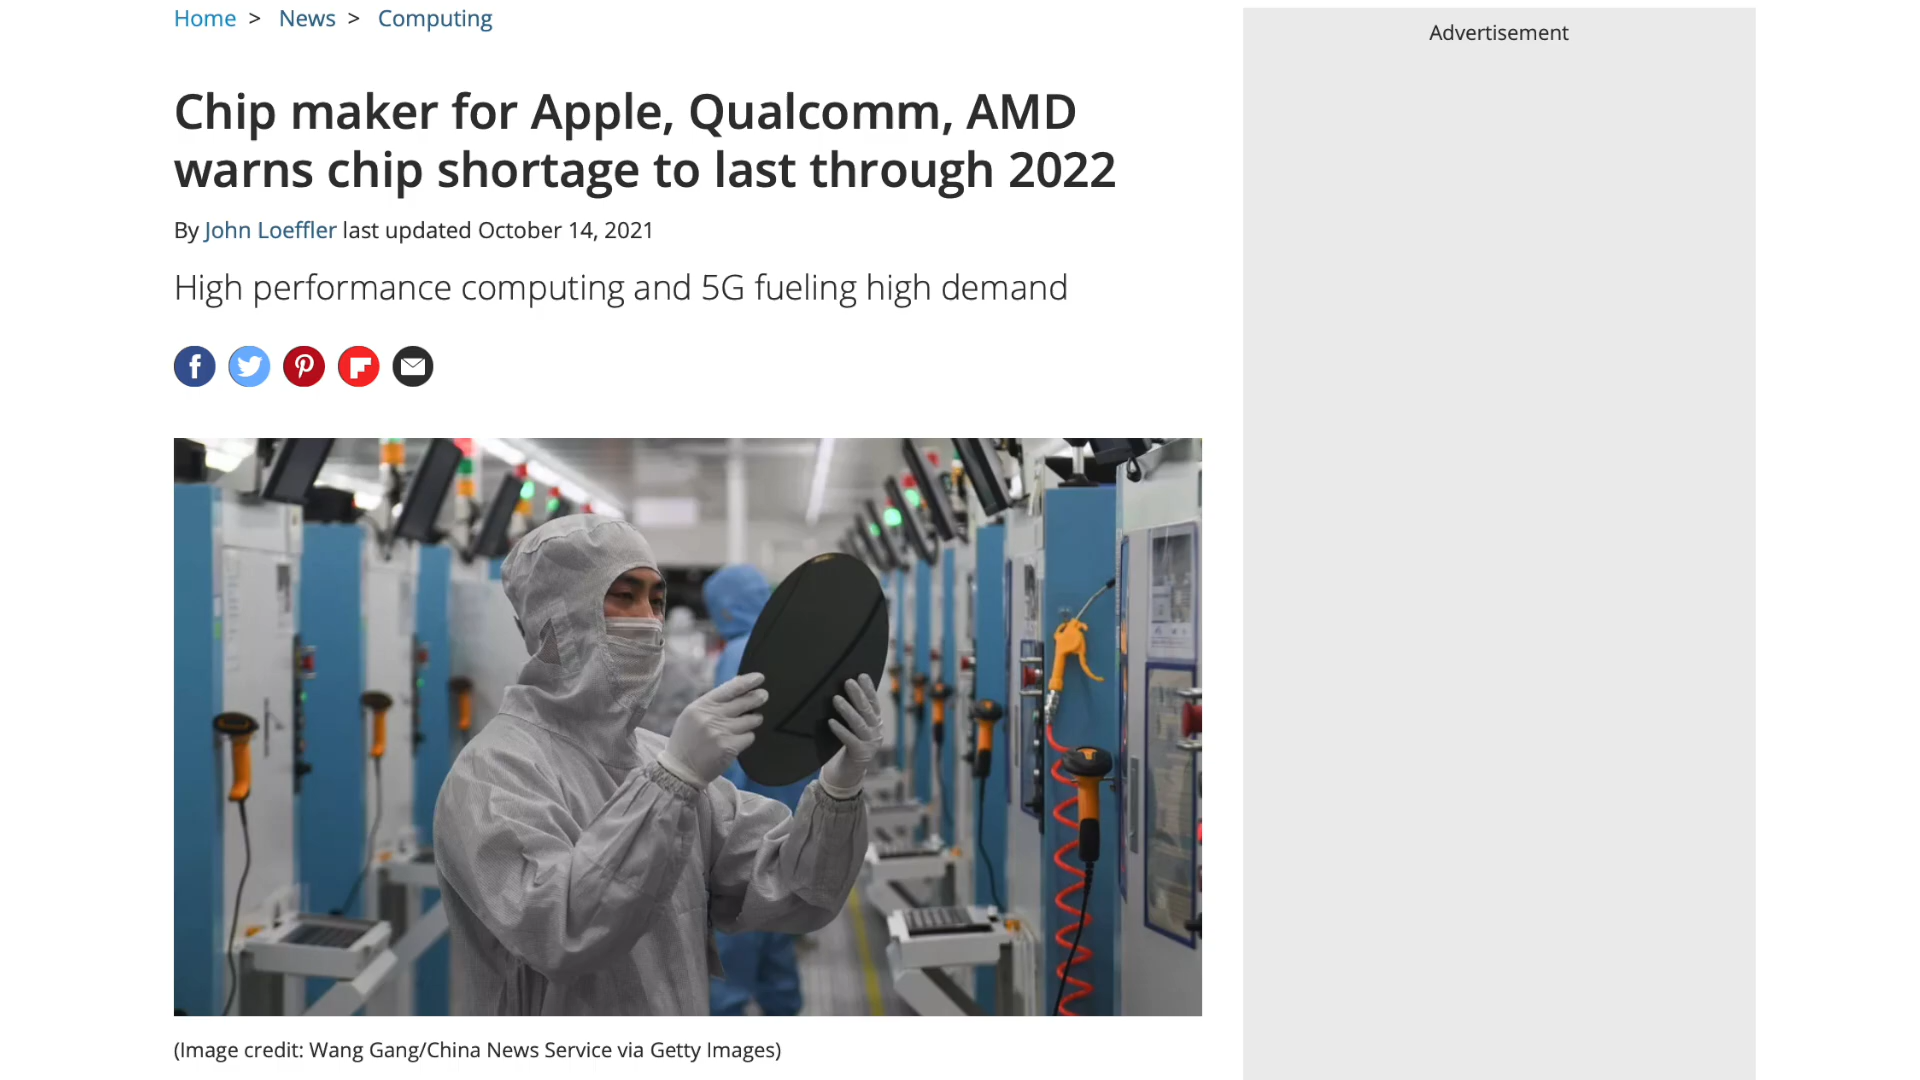 Home > News > Computing
Advertisement
Chip maker for Apple, Qualcomm, AMD
warns chip shortage to last through 2022
By John Loeffler last updated October 14, 2021
High performance computing and 5G fueling high demand
(Image credit: Wang Gang/China News Service via Getty Images)